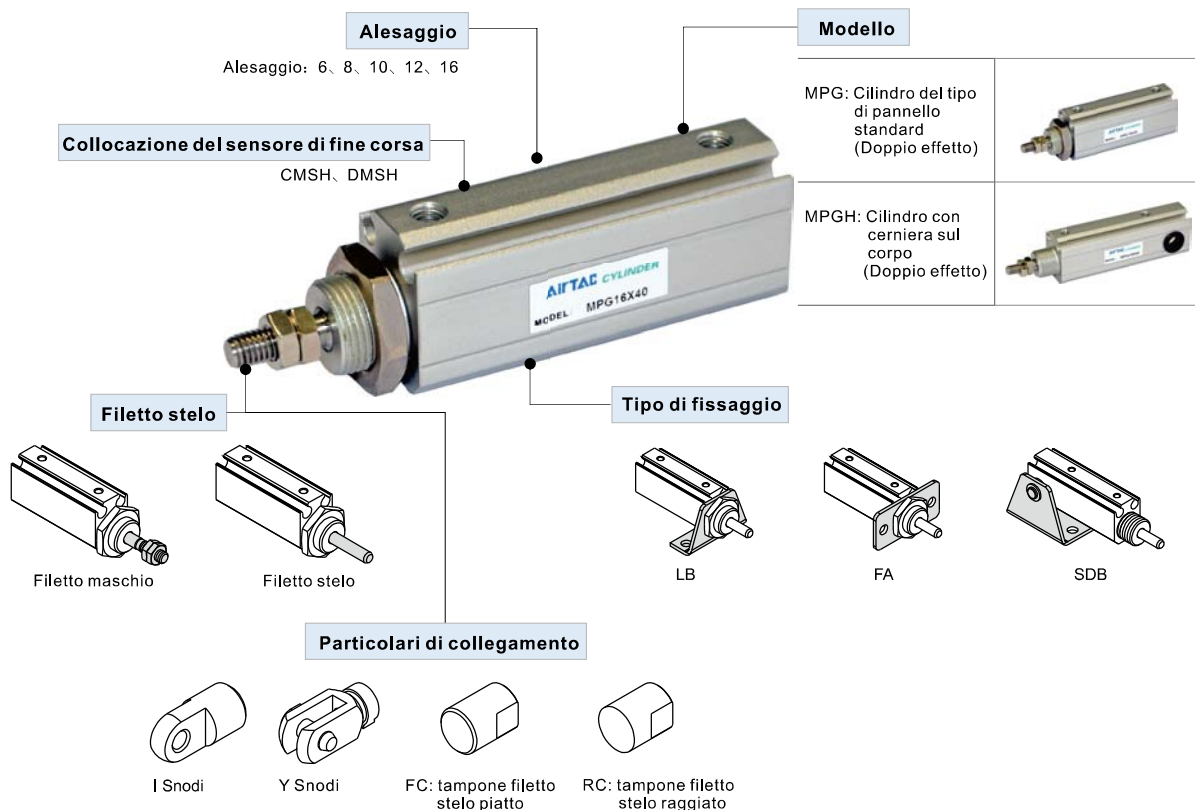 Alesaggio
Alesaggio: 6、8、10、12、16
Modello
MPG: Cilindro del tipo
di pannello
standard
(Doppio effetto)
MPGH: Cilindro con
cerniera sul
corpo
(Doppio effetto)
Collocazione del sensore di fine corsa
CMSH、DMSH
AIRTAC CYLINDER
MODEL: MPG16X40
Filetto stelo
Tipo di fissaggio
Filetto maschio
Filetto stelo
LB
FA
SDB
Particolari di collegamento
I Snodi
Y Snodi
FC: tampone filetto
stelo piatto
RC: tampone filetto
stelo raggiato